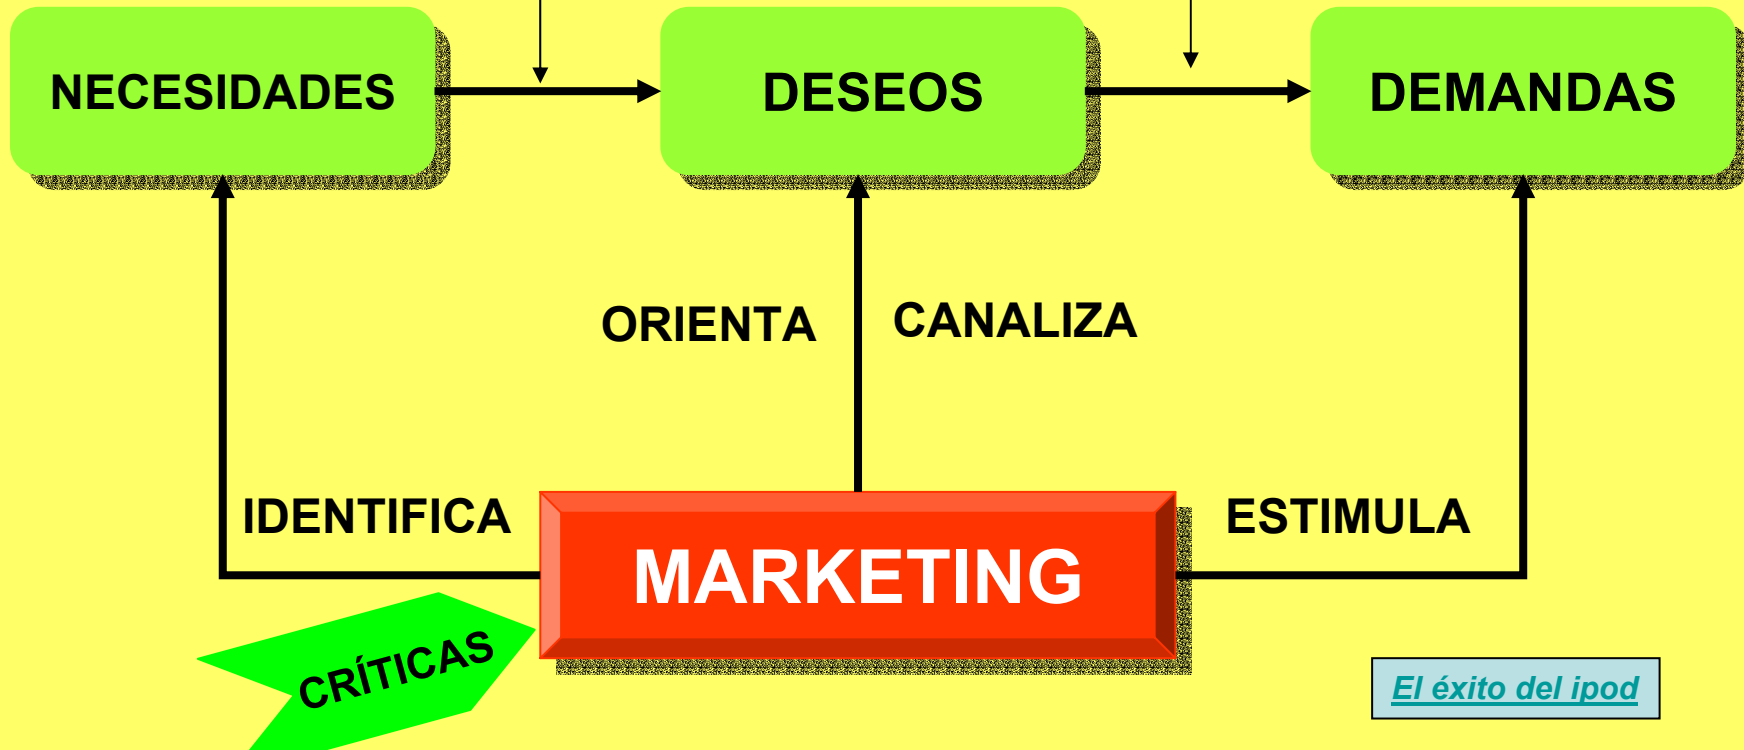 NECESIDADES
DESEOS
DEMANDAS
ORIENTA
CANALIZA
IDENTIFICA
ESTIMULA
MARKETING
CRÍTICAS
El éxito del ipod